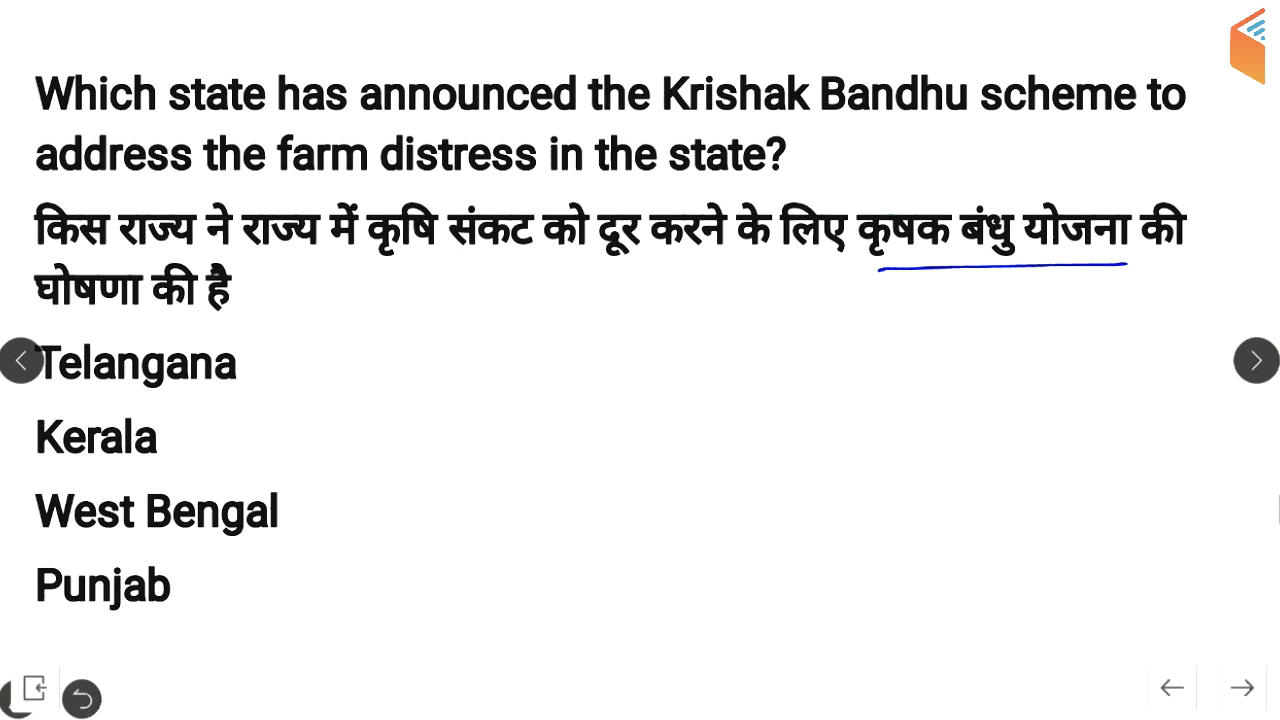 Which state has announced the Krishak Bandhu scheme to
address the farm distress in the state?
किस राज्य ने राज्य में कृषि संकट को दूर करने के लिए कृषक बंधु योजना की
घोषणा की है
Telangana
Kerala
West Bengal
Punjab